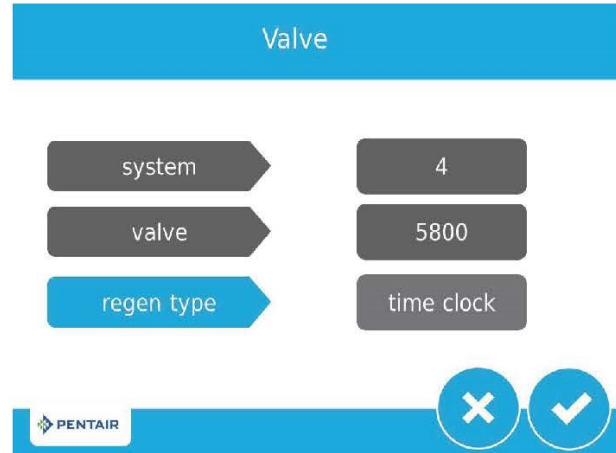 Valve
system
4
valve
5800
regen type
time clock
PENTAIR